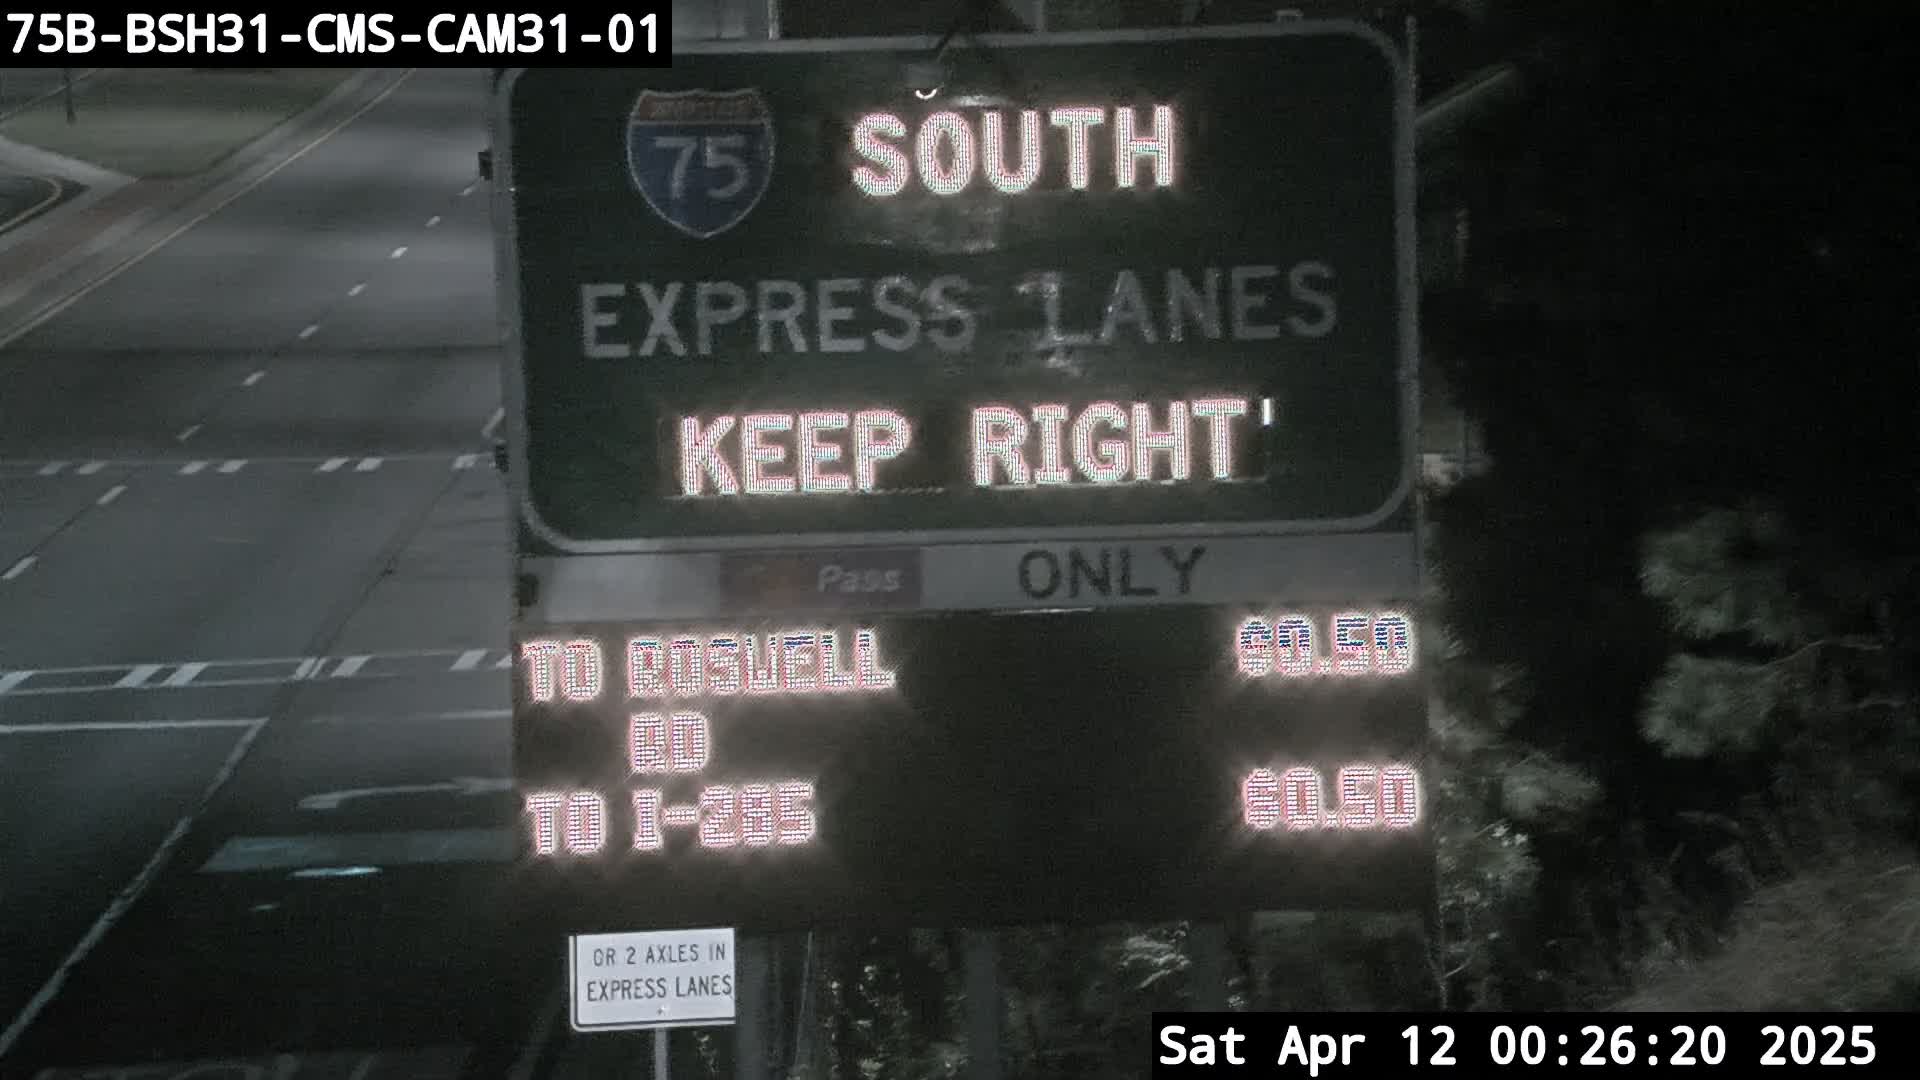 75B-BSH31-CMS-CAM31-01
75 SOUTH
EXPRESS LANES
KEEP RIGHT
Pass ONLY
TO ROSWELL $0.50
RD
TO I-285 $0.50
OR 2 AXLES IN
EXPRESS LANES
Sat Apr 12 00:26:20 2025